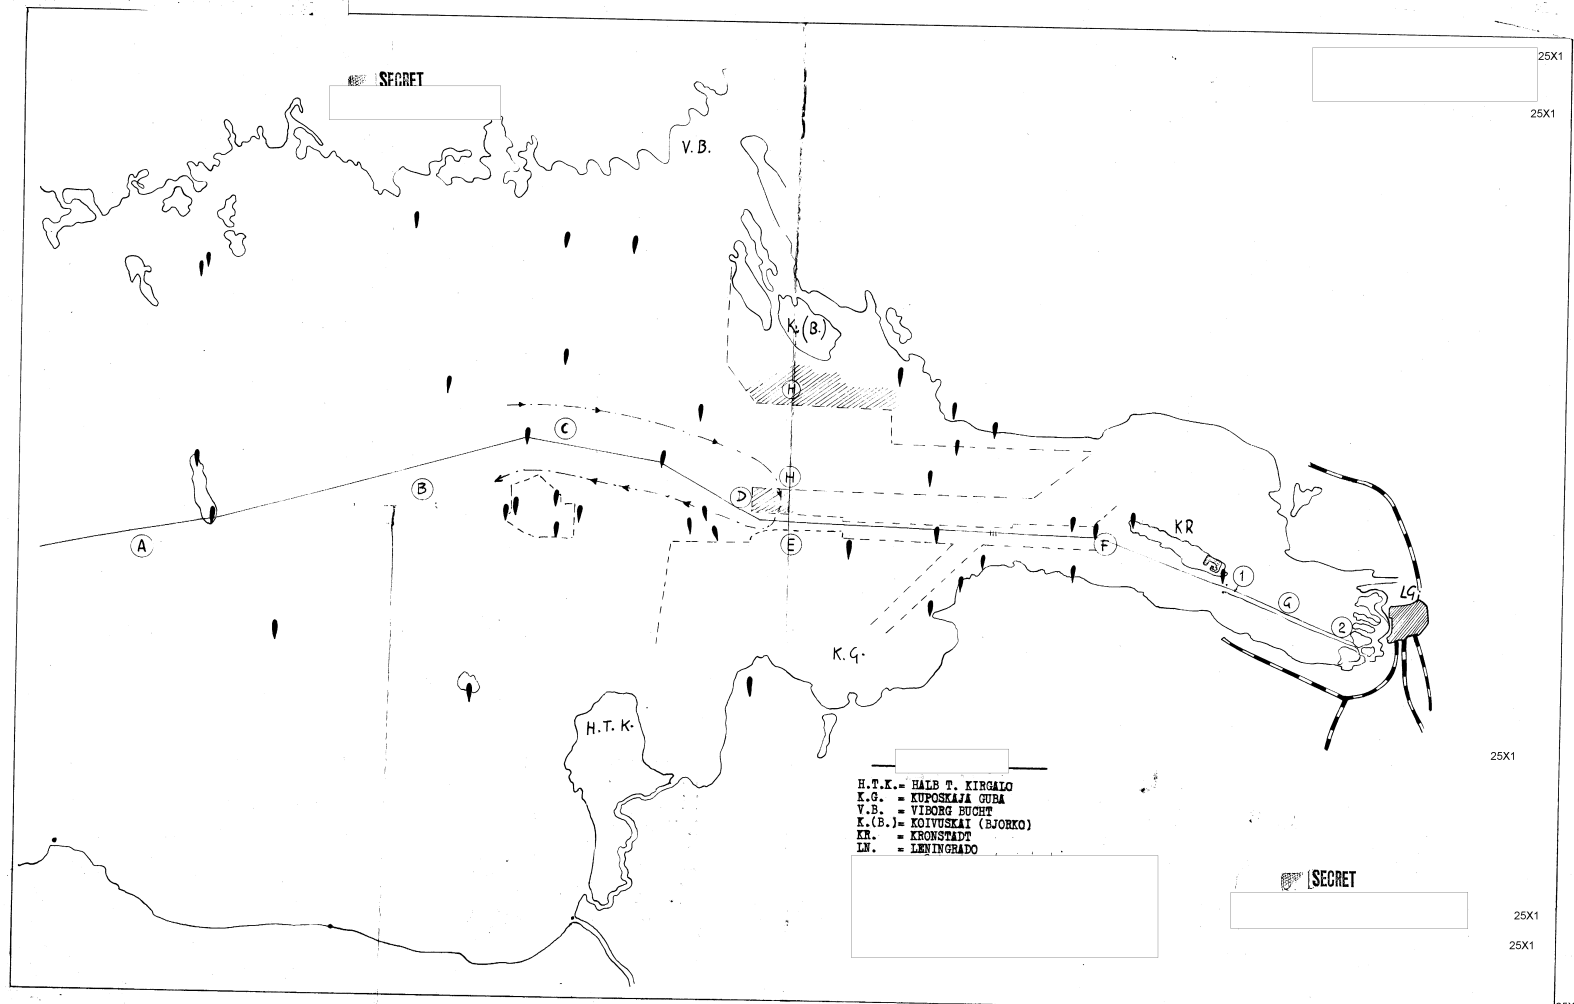 25X1
SECRET
25X1
V.B.
K.(B.)
H
C
H
B
D
A
E
F
KR
1
G
LG
2
K.G.
H.T.K.
25X1
H.T.K.= HALB T. KIRGALO
K.G. = KUPOSKAJA GUBA
V.B. = VIBORG BUCHT
K.(B.)= KOIVUSKAI (BJORKO)
KR. = KRONSTADT
LN. = LENINGRADO
SECRET
25X1
25X1